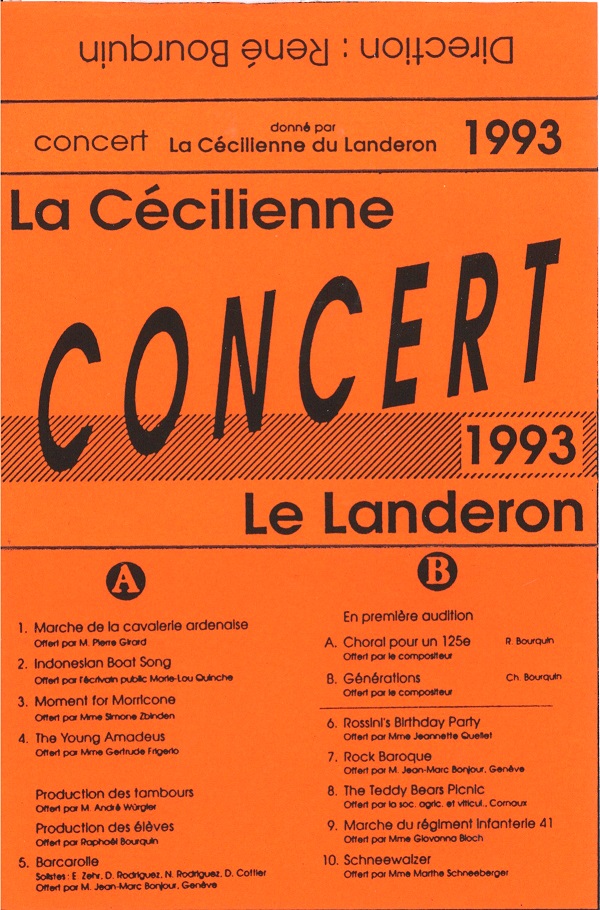 Direction : René Bourquin
concert donné par La Cécilienne du Landeron 1993
La Cécilienne
CONCERT
1993
Le Landeron
A
1. Marche de la cavalerie ardenaise
Offert par M. Pierre Girard
2. Indonesian Boat Song
Offert par l'écrivain public Marie-Lou Quinche
3. Moment for Morricone
Offert par Mme Simone Zbinden
4. The Young Amadeus
Offert par Mme Gertrude Frigerio
Production des tambours
Offert par M. André Würgler
Production des élèves
Offert par Raphaël Bourquin
5. Barcarolle
Solistes : E. Zehr, D. Rodriguez, N. Rodriguez, D. Cottier
Offert par M. Jean-Marc Bonjour, Genève
B
En première audition
A. Choral pour un 125e R. Bourquin
Offert par le compositeur
B. Générations Ch. Bourquin
Offert par le compositeur
6. Rossini's Birthday Party
Offert par Mme Jeannette Quellet
7. Rock Baroque
Offert par M. Jean-Marc Bonjour, Genève
8. The Teddy Bears Picnic
Offert par la soc. agric. et viticul., Cornaux
9. Marche du régiment infanterie 41
Offert par Mme Giovanna Bloch
10. Schneewalzer
Offert par Mme Marthe Schneeberger